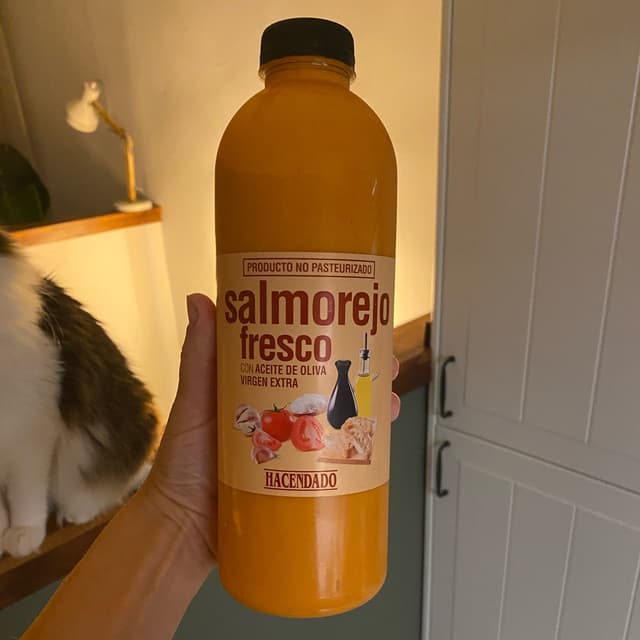 PRODUCTO NO PASTEURIZADO
salmorejo
fresco
CON ACEITE DE OLIVA
VIRGEN EXTRA
HACENDADO